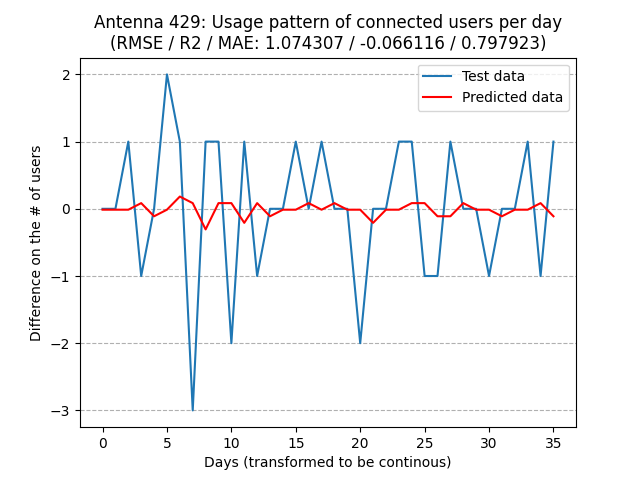 Antenna 429: Usage pattern of connected users per day
(RMSE / R2 / MAE: 1.074307 / -0.066116 / 0.797923)
Test data
Predicted data
Difference on the # of users
2
1
0
−1
−2
−3
0 5 10 15 20 25 30 35
Days (transformed to be continous)